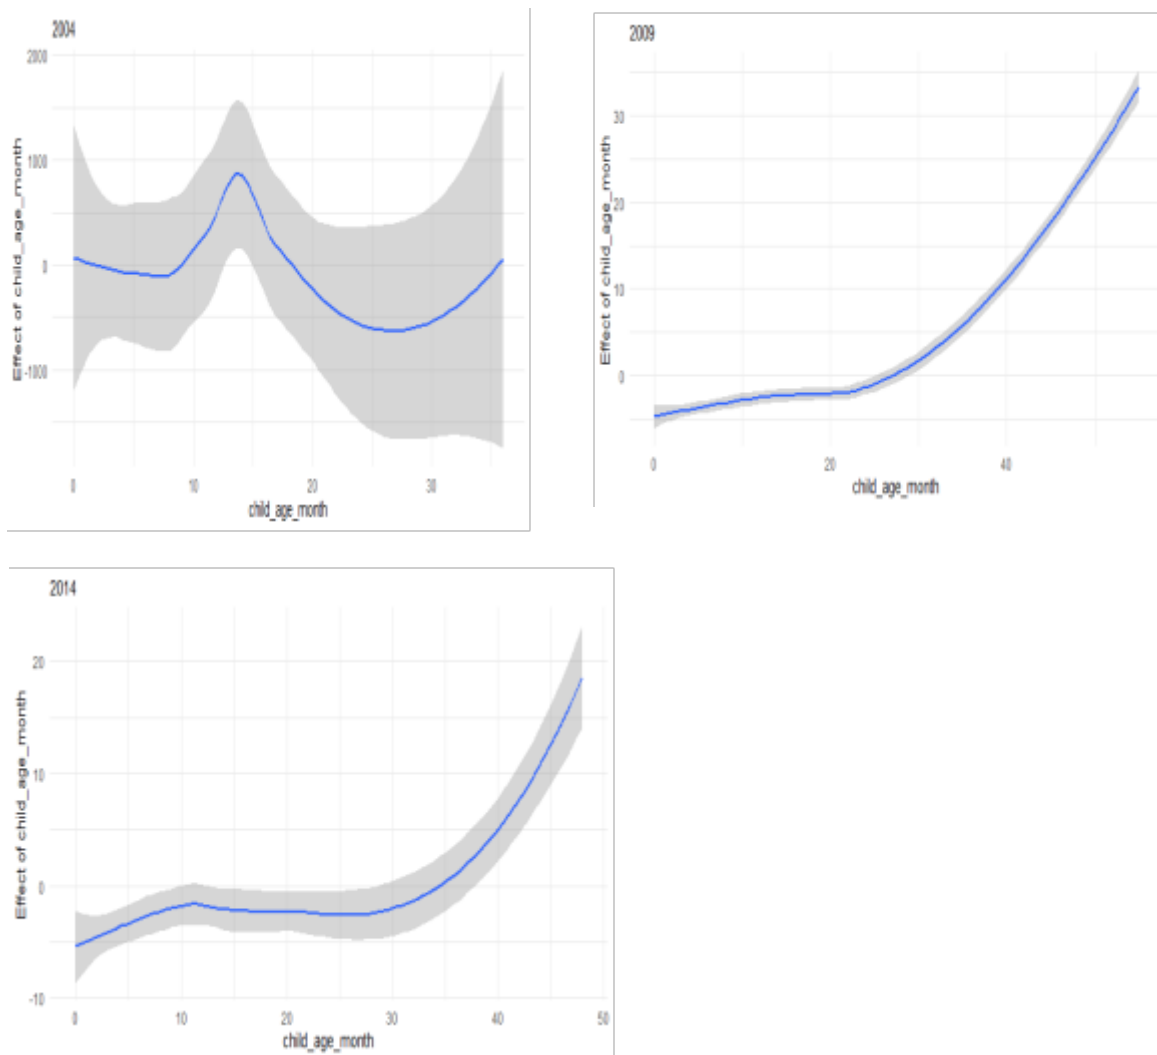 2004
2000
1000
0
-1000
Effect of child_age_month
0 10 20 30
child_age_month
2009
30
20
10
0
Effect of child_age_month
0 20 40
child_age_month
2014
20
10
0
-10
Effect of child_age_month
0 10 20 30 40 50
child_age_month